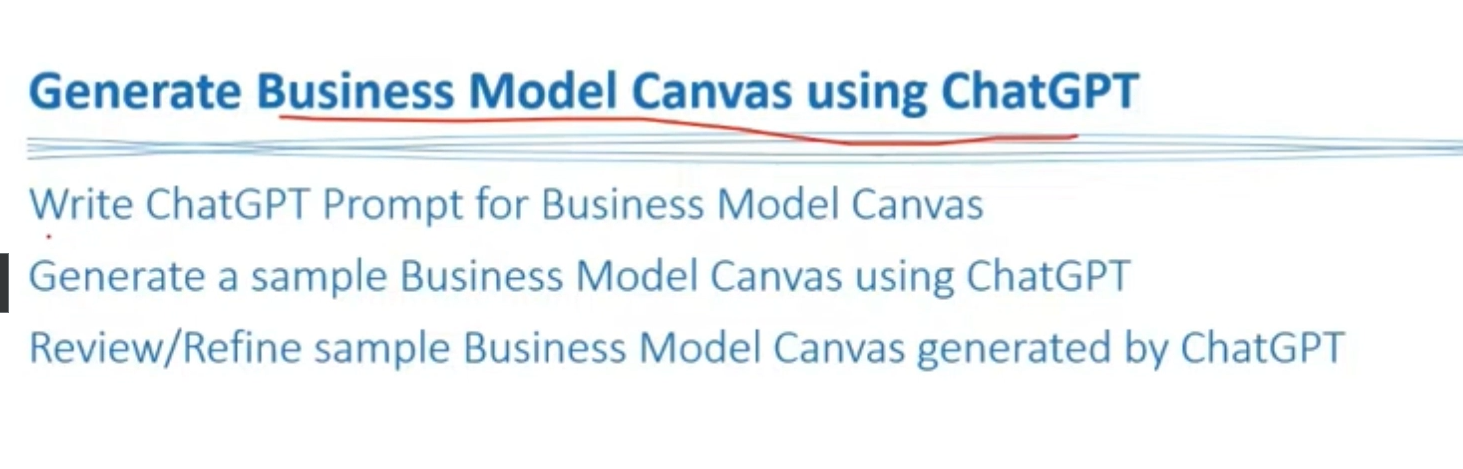 Generate Business Model Canvas using ChatGPT
Write ChatGPT Prompt for Business Model Canvas
Generate a sample Business Model Canvas using ChatGPT
Review/Refine sample Business Model Canvas generated by ChatGPT